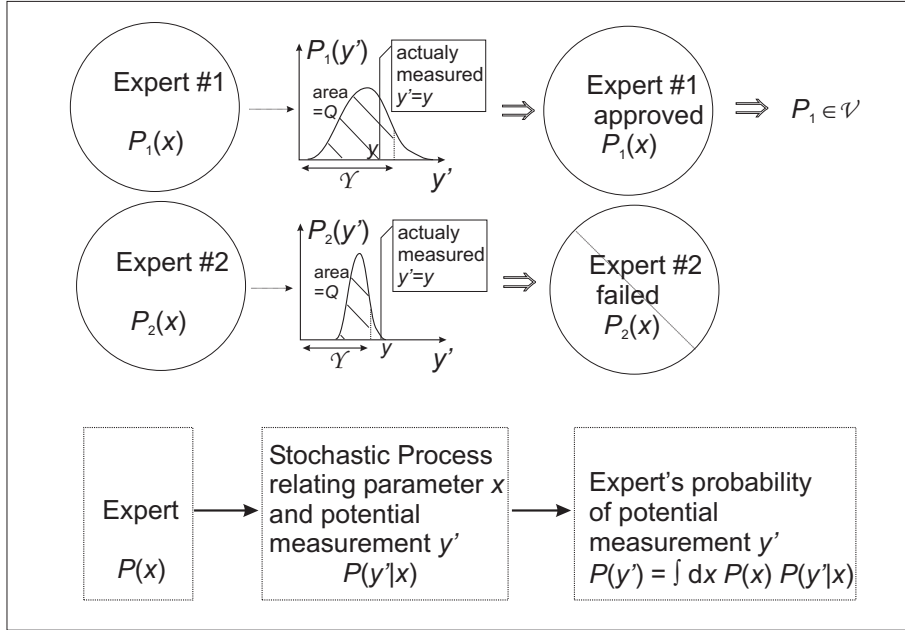 Expert #1
P₁(x)
P₁(y’)
area
=Q
y
𝒴
y’
actualy
measured
y’=y
⇒
Expert #1
approved
P₁(x)
⇒
P₁ ∈ 𝒱
Expert #2
P₂(x)
P₂(y’)
area
=Q
y
𝒴
y’
actualy
measured
y’=y
⇒
Expert #2
failed
P₂(x)
Expert
P(x)
Stochastic Process
relating parameter x
and potential
measurement y’
P(y’|x)
Expert’s probability
of potential
measurement y’
P(y’) = ∫ dx P(x) P(y’|x)